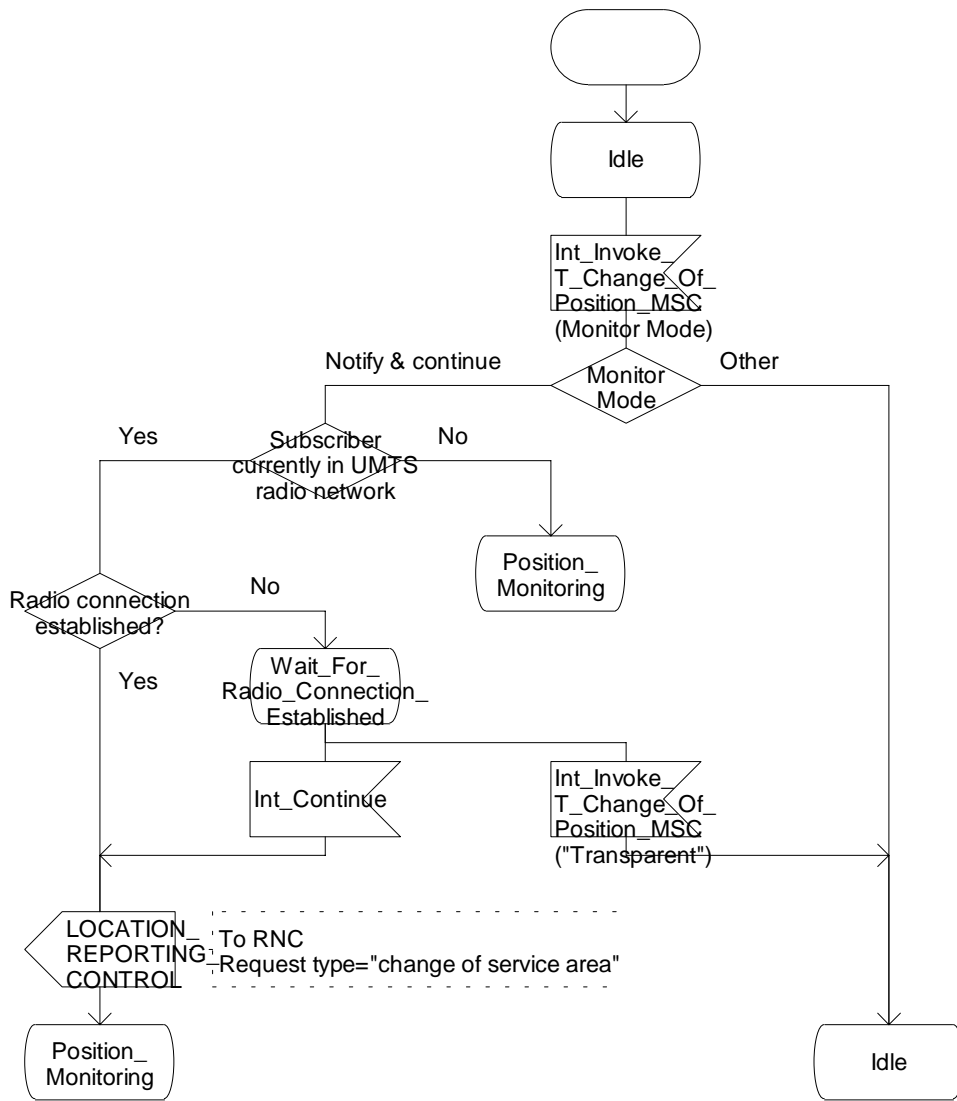 Idle
Int_Invoke_
T_Change_Of_
Position_MSC
(Monitor Mode)
Notify & continue
Monitor
Mode
Other
Yes
Subscriber
currently in UMTS
radio network
No
Position_
Monitoring
Radio connection
established?
No
Yes
Wait_For_
Radio_Connection_
Established
Int_Continue
Int_Invoke_
T_Change_Of_
Position_MSC
("Transparent")
LOCATION_
REPORTING_
CONTROL
To RNC
Request type="change of service area"
Position_
Monitoring
Idle